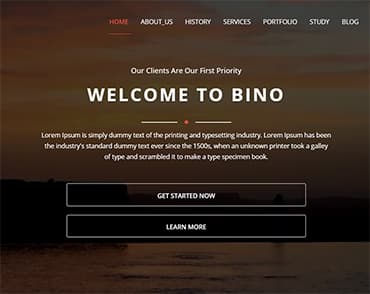 HOME ABOUT_US HISTORY SERVICES PORTFOLIO STUDY BLOG
Our Clients Are Our First Priority
WELCOME TO BINO
Lorem Ipsum is simply dummy text of the printing and typesetting industry. Lorem Ipsum has been
the industry's standard dummy text ever since the 1500s, when an unknown printer took a galley
of type and scrambled it to make a type specimen book.
GET STARTED NOW
LEARN MORE